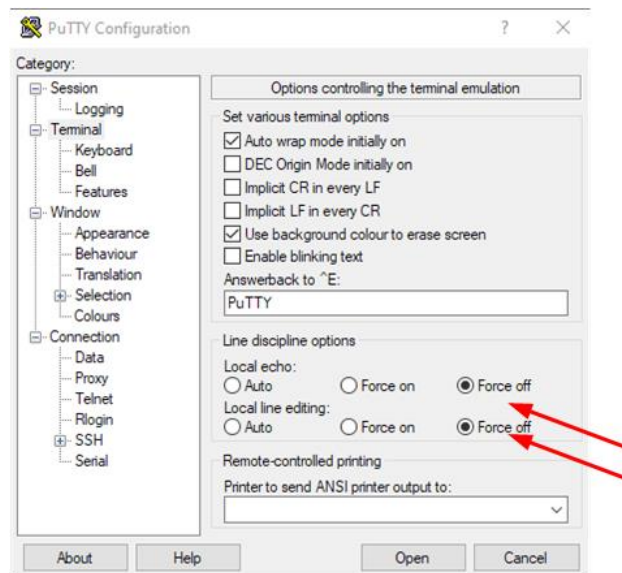 PuTTY Configuration
Category:
Session
Logging
Terminal
Keyboard
Bell
Features
Window
Appearance
Behaviour
Translation
Selection
Colours
Connection
Data
Proxy
Telnet
Rlogin
SSH
Serial
Options controlling the terminal emulation
Set various terminal options
Auto wrap mode initially on
DEC Origin Mode initially on
Implicit CR in every LF
Implicit LF in every CR
Use background colour to erase screen
Enable blinking text
Answerback to ^E:
PuTTY
Line discipline options
Local echo:
Auto Force on Force off
Local line editing:
Auto Force on Force off
Remote-controlled printing
Printer to send ANSI printer output to:
About Help Open Cancel